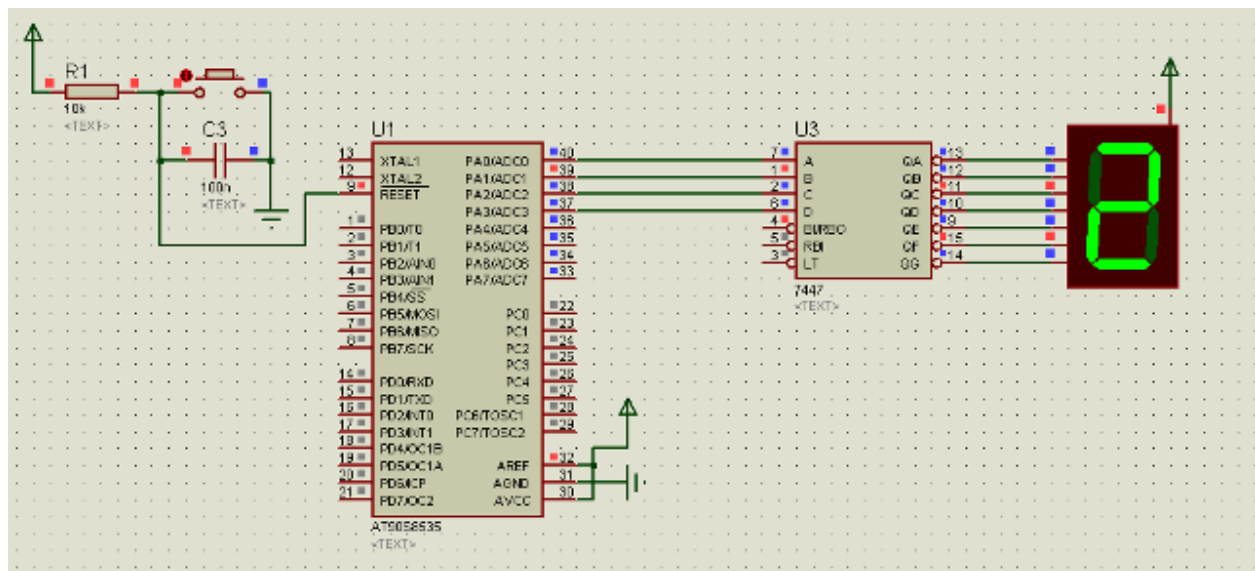 R1
10k
<TEXT>
C3
100n
<TEXT>
U1
13 XTAL1
12 XTAL2
9 RESET
1 PB0/T0
2 PB1/T1
3 PB2/AIN0
4 PB3/AIN1
5 PB4/SS
6 PB5/MOSI
7 PB6/MISO
8 PB7/SCK
14 PD0/RXD
15 PD1/TXD
16 PD2/INT0
17 PD3/INT1
18 PD4/OC1B
19 PD5/OC1A
20 PD6/ICP
21 PD7/OC2
PA0/ADC0 40
PA1/ADC1 39
PA2/ADC2 38
PA3/ADC3 37
PA4/ADC4 36
PA5/ADC5 35
PA6/ADC6 34
PA7/ADC7 33
PC0 22
PC1 23
PC2 24
PC3 25
PC4 26
PC5 27
PC6/TOSC1 28
PC7/TOSC2 29
AREF 32
AGND 31
AVCC 30
AT90S8535
<TEXT>
U3
7 A
1 B
2 C
6 D
4 BI/RBO
5 RBI
3 LT
QA 13
QB 12
QC 11
QD 10
QE 9
QF 15
QG 14
7447
<TEXT>
2